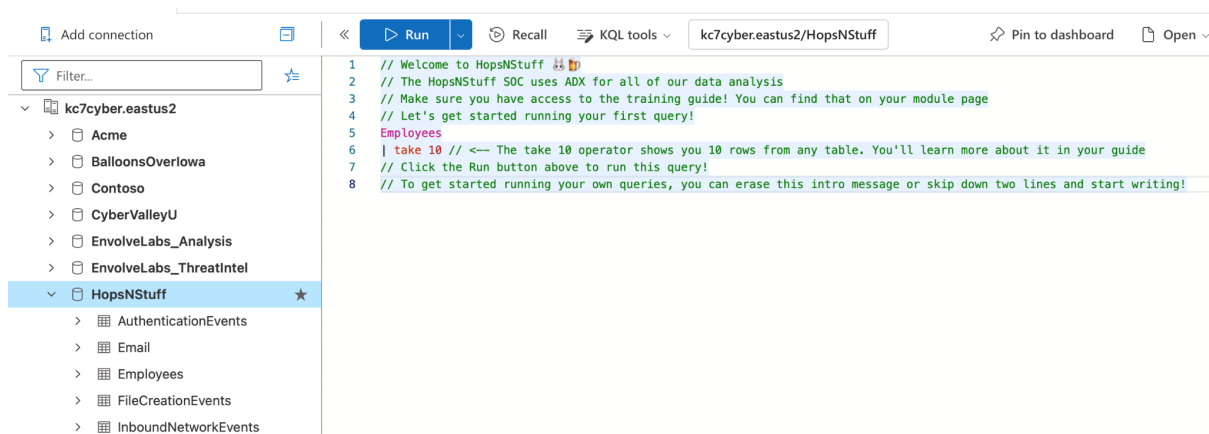 Add connection
Run
Recall
KQL tools
kc7cyber.eastus2/HopsNStuff
Pin to dashboard
Open
Filter...
kc7cyber.eastus2
Acme
BalloonsOverIowa
Contoso
CyberValleyU
EnvolveLabs_Analysis
EnvolveLabs_ThreatIntel
HopsNStuff
AuthenticationEvents
Email
Employees
FileCreationEvents
InboundNetworkEvents
1 // Welcome to HopsNStuff 🐰🍻
2 // The HopsNStuff SOC uses ADX for all of our data analysis
3 // Make sure you have access to the training guide! You can find that on your module page
4 // Let's get started running your first query!
5 Employees
6 | take 10 // <-- The take 10 operator shows you 10 rows from any table. You'll learn more about it in your guide
7 // Click the Run button above to run this query!
8 // To get started running your own queries, you can erase this intro message or skip down two lines and start writing!